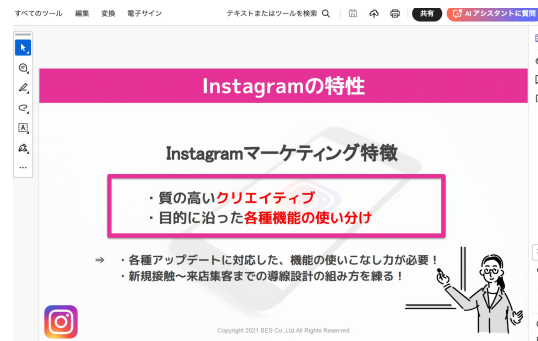 すべてのツール 編集 変換 電子サイン テキストまたはツールを検索 共有 AI アシスタントに質問
Instagramの特性
Instagramマーケティング特徴
・質の高いクリエイティブ
・目的に沿った各種機能の使い分け
⇒ ・各種アップデートに対応した、機能の使いこなし力が必要！
・新規接触～来店集客までの導線設計の組み方を練る！
Copyright 2021 BES Co.,Ltd All Rights Reserved